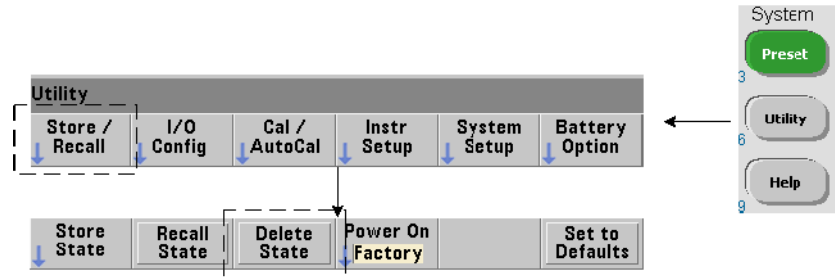 System
Preset
3
Utility
6
Help
9
Utility
Store / Recall
I/O Config
Cal / AutoCal
Instr Setup
System Setup
Battery Option
Store State
Recall State
Delete State
Power On Factory
Set to Defaults